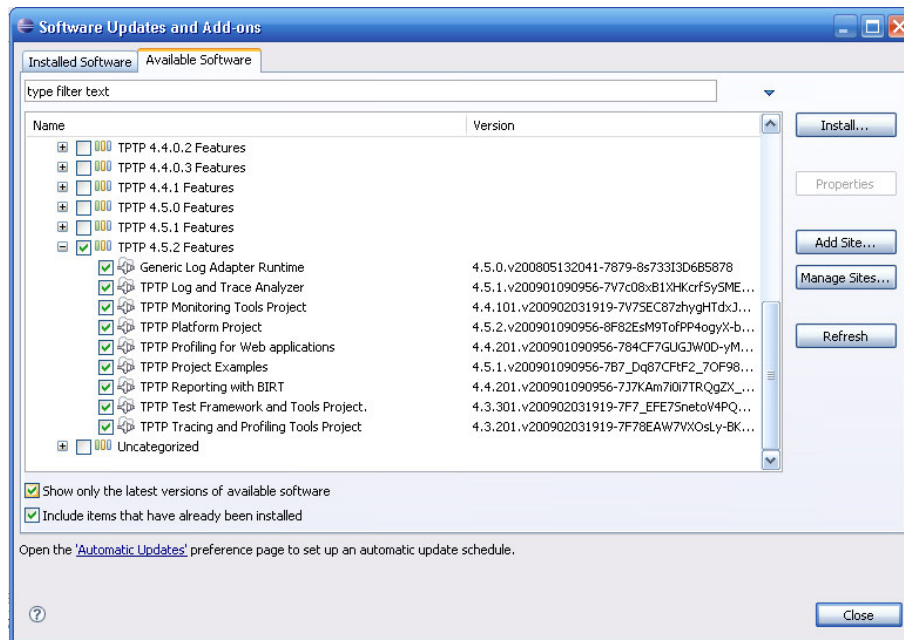 Software Updates and Add-ons
Installed Software Available Software
type filter text
Name Version
Install...
TPTP 4.4.0.2 Features
TPTP 4.4.0.3 Features
TPTP 4.4.1 Features
Properties
TPTP 4.5.0 Features
TPTP 4.5.1 Features
TPTP 4.5.2 Features
Add Site...
Generic Log Adapter Runtime 4.5.0.v200805132041-7879-8s733I3D6B5878
TPTP Log and Trace Analyzer 4.5.1.v200901090956-7V7c08xB1XHKcrfSySME...
Manage Sites...
TPTP Monitoring Tools Project 4.4.101.v200902031919-7V7SEC87zhygHTdxJ...
TPTP Platform Project 4.5.2.v200901090956-8F82EsM9TofPP4ogyX-b...
Refresh
TPTP Profiling for Web applications 4.4.201.v200901090956-784CF7GUGJW0D-yM...
TPTP Project Examples 4.5.1.v200901090956-7B7_Dq87CFtF2_7OF98...
TPTP Reporting with BIRT 4.4.201.v200901090956-7J7KAm7i0i7TRQgZX_...
TPTP Test Framework and Tools Project. 4.3.301.v200902031919-7F7_EFE7SnetoV4PQ...
TPTP Tracing and Profiling Tools Project 4.3.201.v200902031919-7F78EAW7VXOsLy-BK...
Uncategorized
Show only the latest versions of available software
Include items that have already been installed
Open the 'Automatic Updates' preference page to set up an automatic update schedule.
?
Close